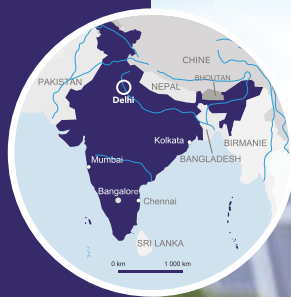 CHINE
PAKISTAN
BHOUTAN
NEPAL
Delhi
Kolkata
BIRMANIE
BANGLADESH
Mumbai
Bangalore
Chennai
SRI LANKA
0 km 1 000 km